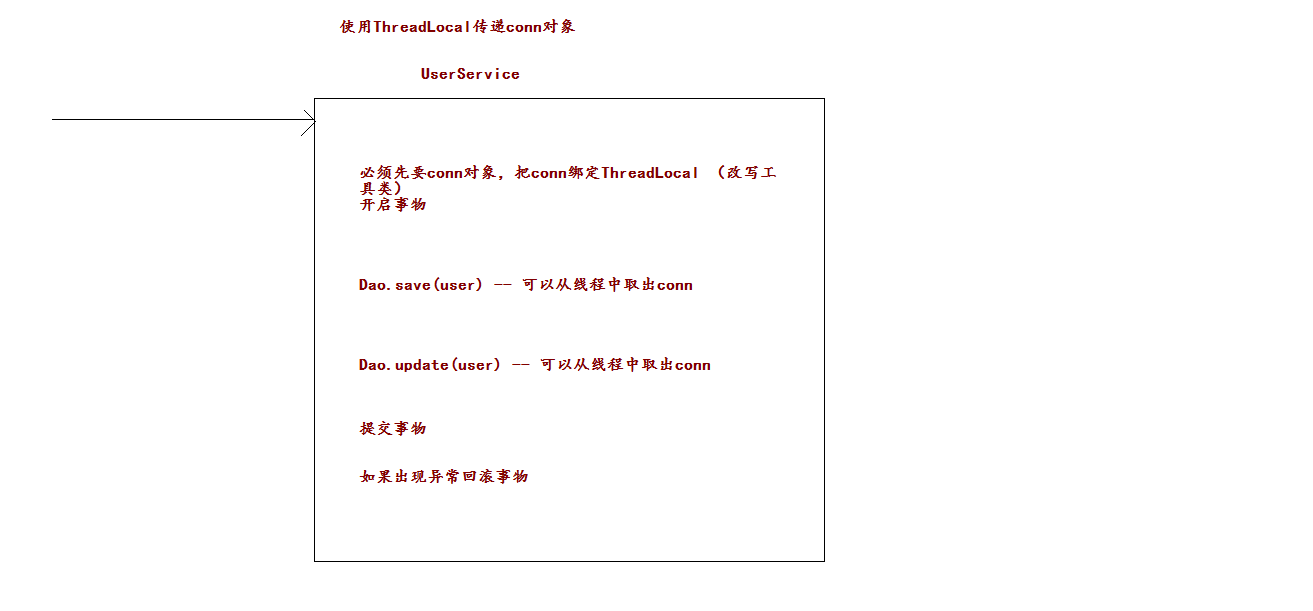 使用ThreadLocal传递conn对象
UserService
必须先要conn对象，把conn绑定ThreadLocal （改写工
具类）
开启事物
Dao.save(user) -- 可以从线程中取出conn
Dao.update(user) -- 可以从线程中取出conn
提交事物
如果出现异常回滚事物